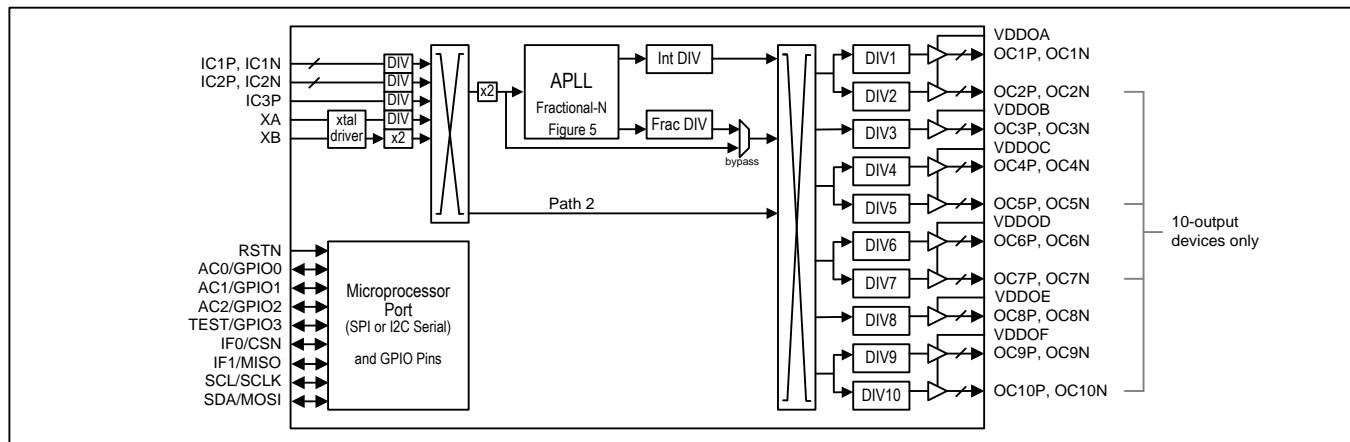 IC1P, IC1N
IC2P, IC2N
IC3P
XA
XB
xtal
driver
DIV
DIV
DIV
DIV
x2
x2
APLL
Fractional-N
Figure 5
Int DIV
Frac DIV
bypass
Path 2
RSTN
AC0/GPIO0
AC1/GPIO1
AC2/GPIO2
TEST/GPIO3
IF0/CSN
IF1/MISO
SCL/SCLK
SDA/MOSI
Microprocessor
Port
(SPI or I2C Serial)
and GPIO Pins
DIV1
DIV2
DIV3
DIV4
DIV5
DIV6
DIV7
DIV8
DIV9
DIV10
VDDOA
OC1P, OC1N
OC2P, OC2N
VDDOB
OC3P, OC3N
VDDOC
OC4P, OC4N
OC5P, OC5N
VDDOD
OC6P, OC6N
OC7P, OC7N
VDDOE
OC8P, OC8N
VDDOF
OC9P, OC9N
OC10P, OC10N
10-output
devices only